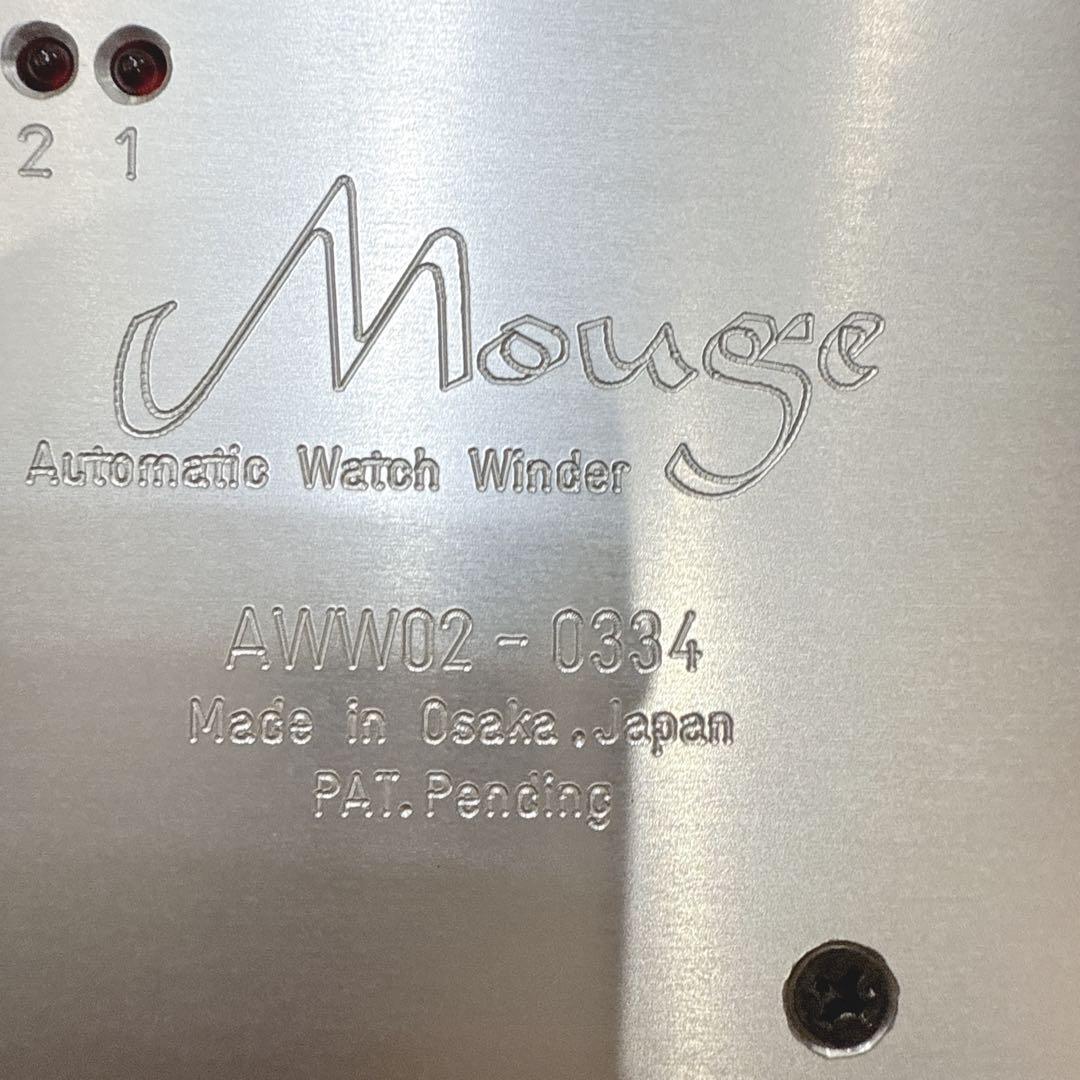 2 1
Mouge
Automatic Watch Winder
AWW02-0334
Made in Osaka.Japan
PAT.Pending